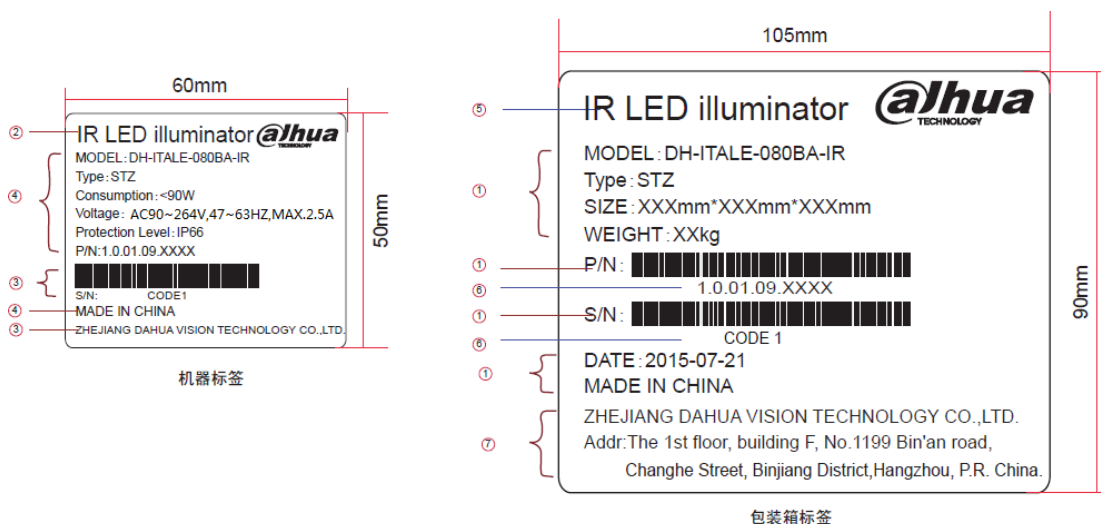 60mm
② IR LED illuminator alhua
TECHNOLOGY
④ MODEL:DH-ITALE-080BA-IR
Type:STZ
Consumption:<90W
Voltage: AC90~264V,47~63HZ,MAX.2.5A
Protection Level:IP66
P/N:1.0.01.09.XXXX
③
S/N: CODE1
④ MADE IN CHINA
③ ZHEJIANG DAHUA VISION TECHNOLOGY CO.,LTD.
50mm
机器标签
105mm
⑤ IR LED illuminator alhua
TECHNOLOGY
① MODEL:DH-ITALE-080BA-IR
Type:STZ
SIZE:XXXmm*XXXmm*XXXmm
WEIGHT:XXkg
① P/N:
⑥ 1.0.01.09.XXXX
① S/N:
⑥ CODE 1
① DATE:2015-07-21
MADE IN CHINA
⑦ ZHEJIANG DAHUA VISION TECHNOLOGY CO.,LTD.
Addr:The 1st floor, building F, No.1199 Bin'an road,
Changhe Street, Binjiang District,Hangzhou, P.R. China.
90mm
包装箱标签